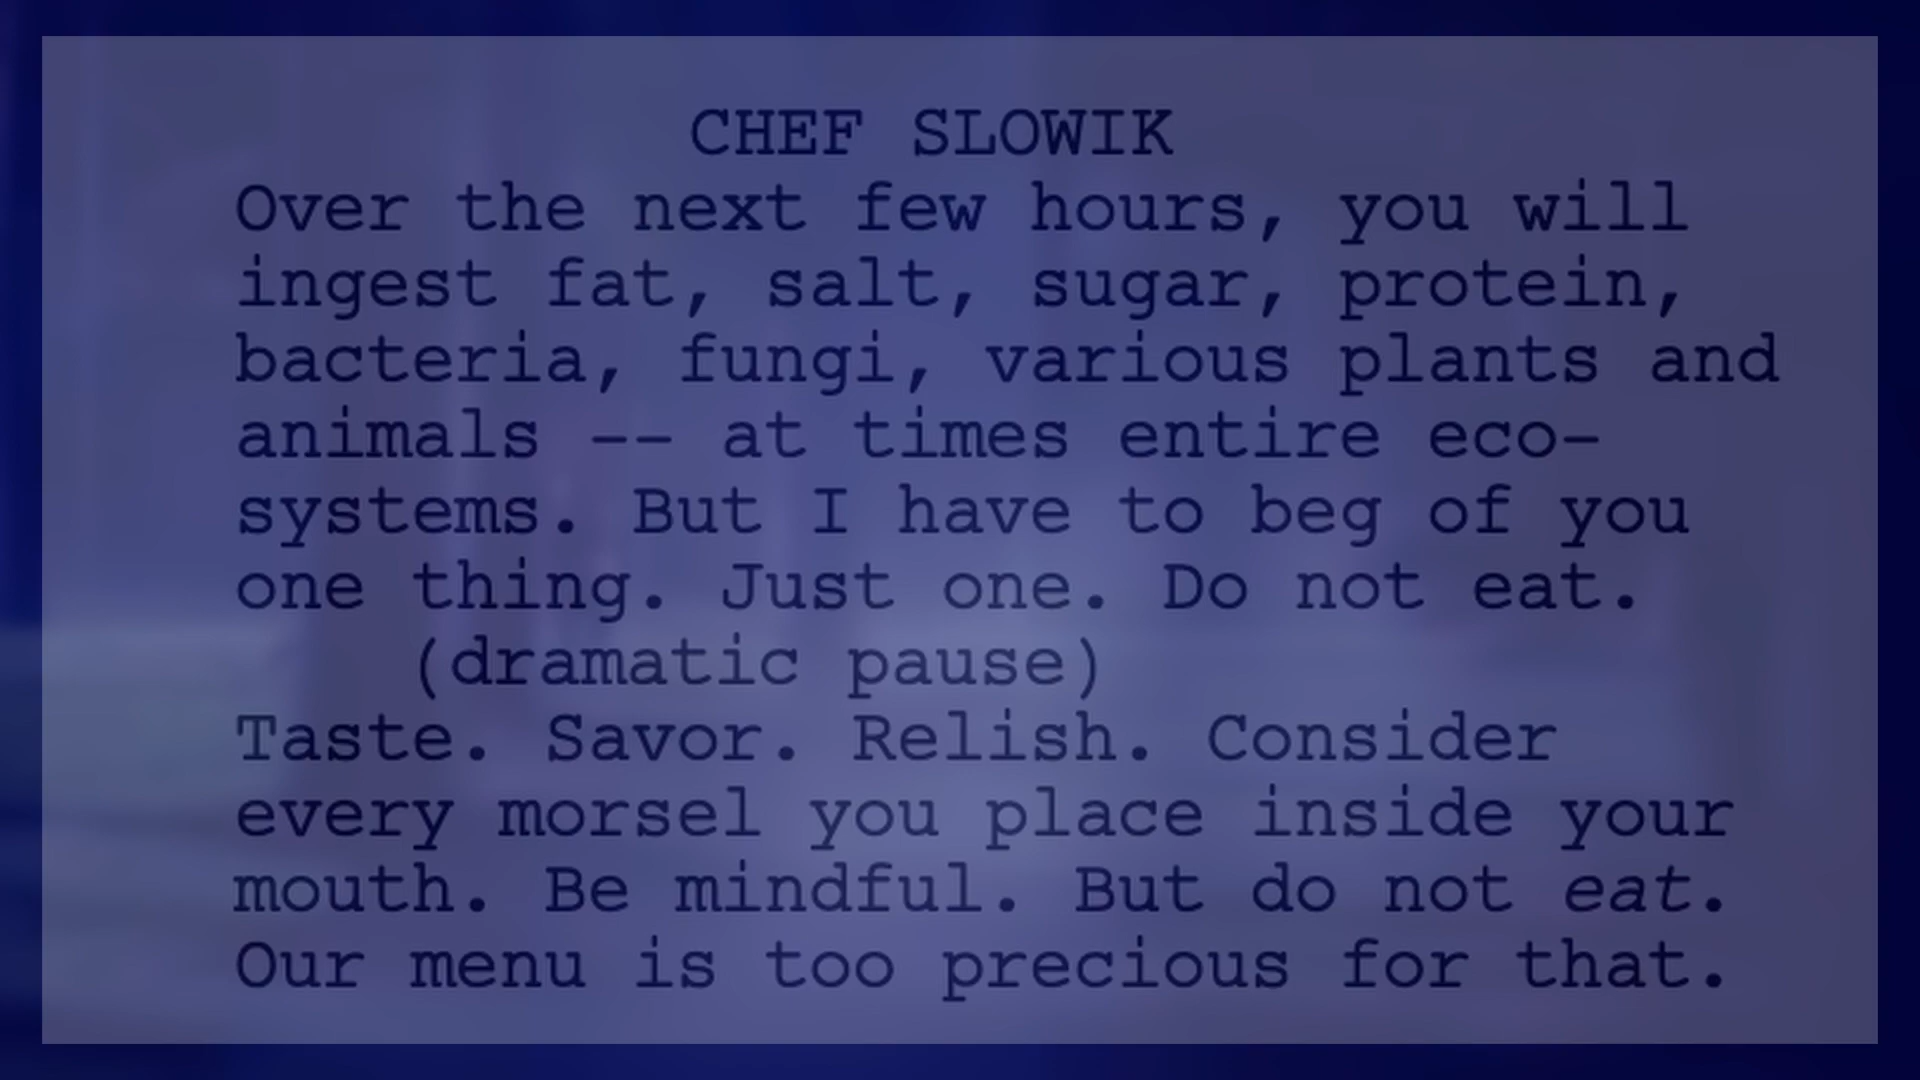 CHEF SLOWIK
Over the next few hours, you will
ingest fat, salt, sugar, protein,
bacteria, fungi, various plants and
animals -- at times entire eco-
systems. But I have to beg of you
one thing. Just one. Do not eat.
(dramatic pause)
Taste. Savor. Relish. Consider
every morsel you place inside your
mouth. Be mindful. But do not eat.
Our menu is too precious for that.